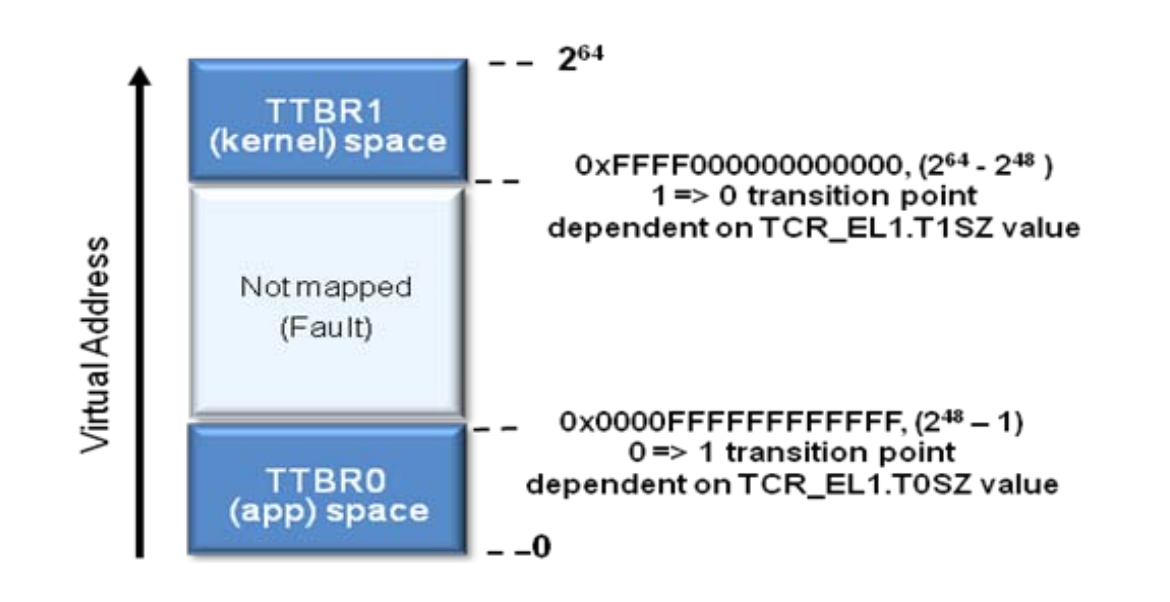 2⁶⁴
TTBR1
(kernel) space
0xFFFF000000000000, (2⁶⁴ - 2⁴⁸ )
1 => 0 transition point
dependent on TCR_EL1.T1SZ value
Virtual Address
Not mapped
(Fault)
0x0000FFFFFFFFFFFF, (2⁴⁸ – 1)
0 => 1 transition point
dependent on TCR_EL1.T0SZ value
TTBR0
(app) space
0